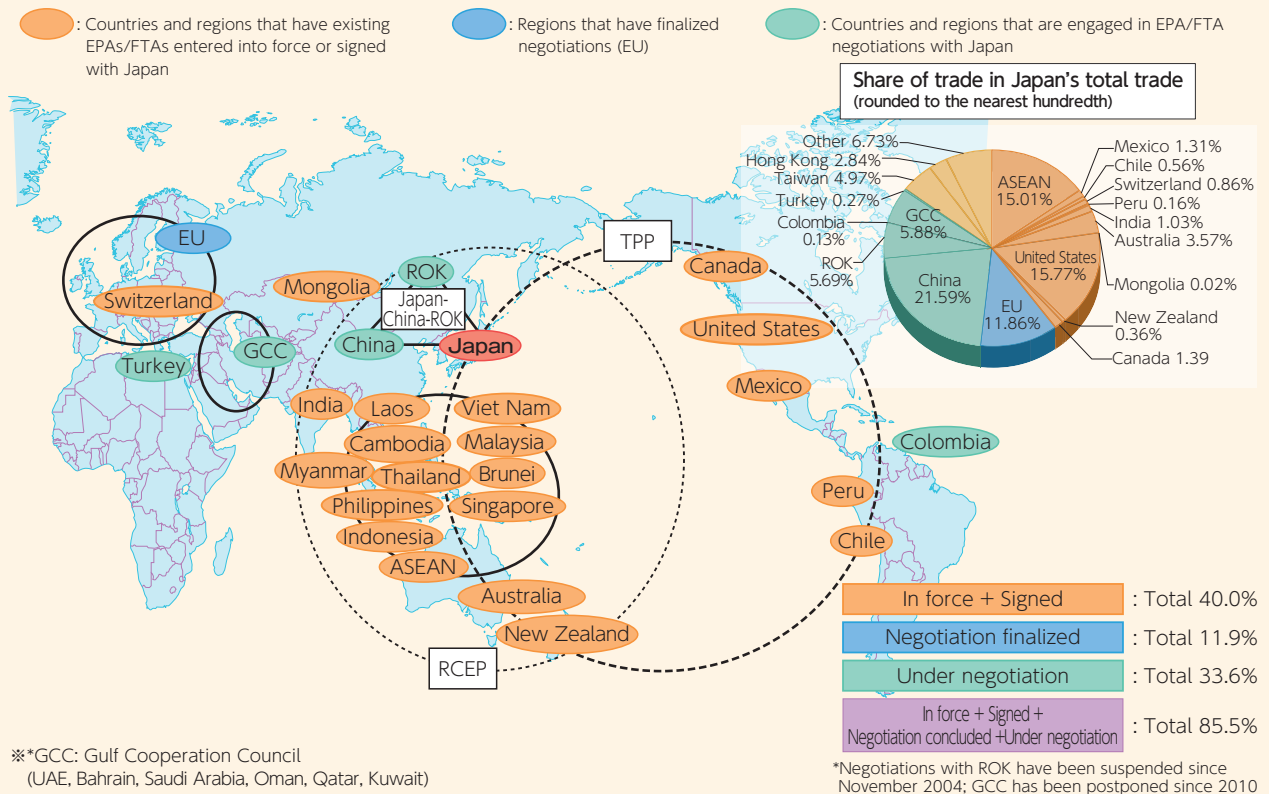 : Countries and regions that have existing
EPAs/FTAs entered into force or signed
with Japan
: Regions that have finalized
negotiations (EU)
: Countries and regions that are engaged in EPA/FTA
negotiations with Japan
Share of trade in Japan's total trade
(rounded to the nearest hundredth)
Other 6.73%
Hong Kong 2.84%
Taiwan 4.97%
Turkey 0.27%
Colombia
0.13%
ROK
5.69%
GCC
5.88%
China
21.59%
EU
11.86%
ASEAN
15.01%
United States
15.77%
Mexico 1.31%
Chile 0.56%
Switzerland 0.86%
Peru 0.16%
India 1.03%
Australia 3.57%
Mongolia 0.02%
New Zealand
0.36%
Canada 1.39
EU
Switzerland
Turkey
GCC
Mongolia
ROK
Japan-
China-ROK
China
Japan
TPP
Canada
United States
Mexico
Colombia
Peru
Chile
India
Laos
Viet Nam
Cambodia
Malaysia
Myanmar
Thailand
Brunei
Philippines
Singapore
Indonesia
ASEAN
Australia
New Zealand
RCEP
In force + Signed
: Total 40.0%
Negotiation finalized
: Total 11.9%
Under negotiation
: Total 33.6%
In force + Signed +
Negotiation concluded +Under negotiation
: Total 85.5%
※*GCC: Gulf Cooperation Council
(UAE, Bahrain, Saudi Arabia, Oman, Qatar, Kuwait)
*Negotiations with ROK have been suspended since
November 2004; GCC has been postponed since 2010